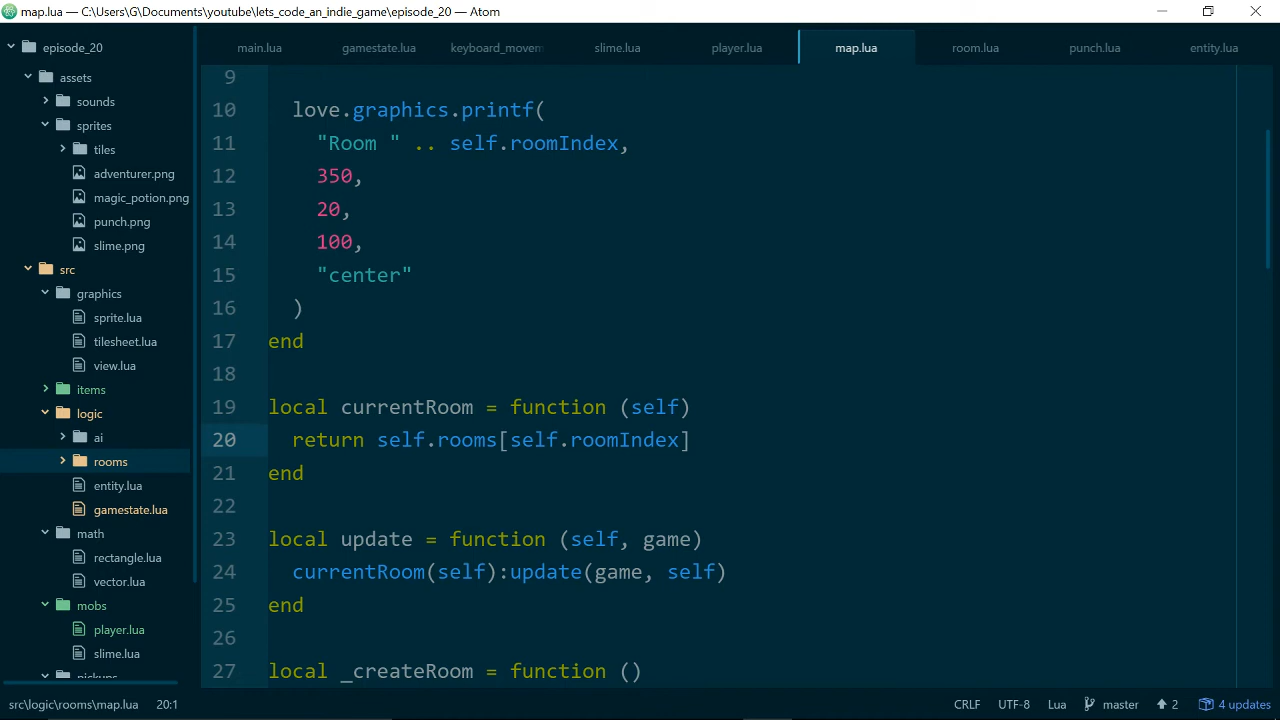 map.lua — C:\Users\G\Documents\youtube\lets_code_an_indie_game\episode_20 — Atom
episode_20
assets
sounds
sprites
tiles
adventurer.png
magic_potion.png
punch.png
slime.png
src
graphics
sprite.lua
tilesheet.lua
view.lua
items
logic
ai
rooms
entity.lua
gamestate.lua
math
rectangle.lua
vector.lua
mobs
player.lua
slime.lua
pickups
main.lua gamestate.lua keyboard_movem slime.lua player.lua map.lua room.lua punch.lua entity.lua
9
10 love.graphics.printf(
11 "Room " .. self.roomIndex,
12 350,
13 20,
14 100,
15 "center"
16 )
17 end
18
19 local currentRoom = function (self)
20 return self.rooms[self.roomIndex]
21 end
22
23 local update = function (self, game)
24 currentRoom(self):update(game, self)
25 end
26
27 local _createRoom = function ()
src\logic\rooms\map.lua 20:1 CRLF UTF-8 Lua master 2 4 updates